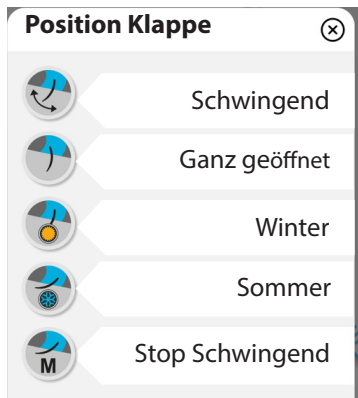 Position Klappe
Schwingend
Ganz geöffnet
Winter
Sommer
M
Stop Schwingend